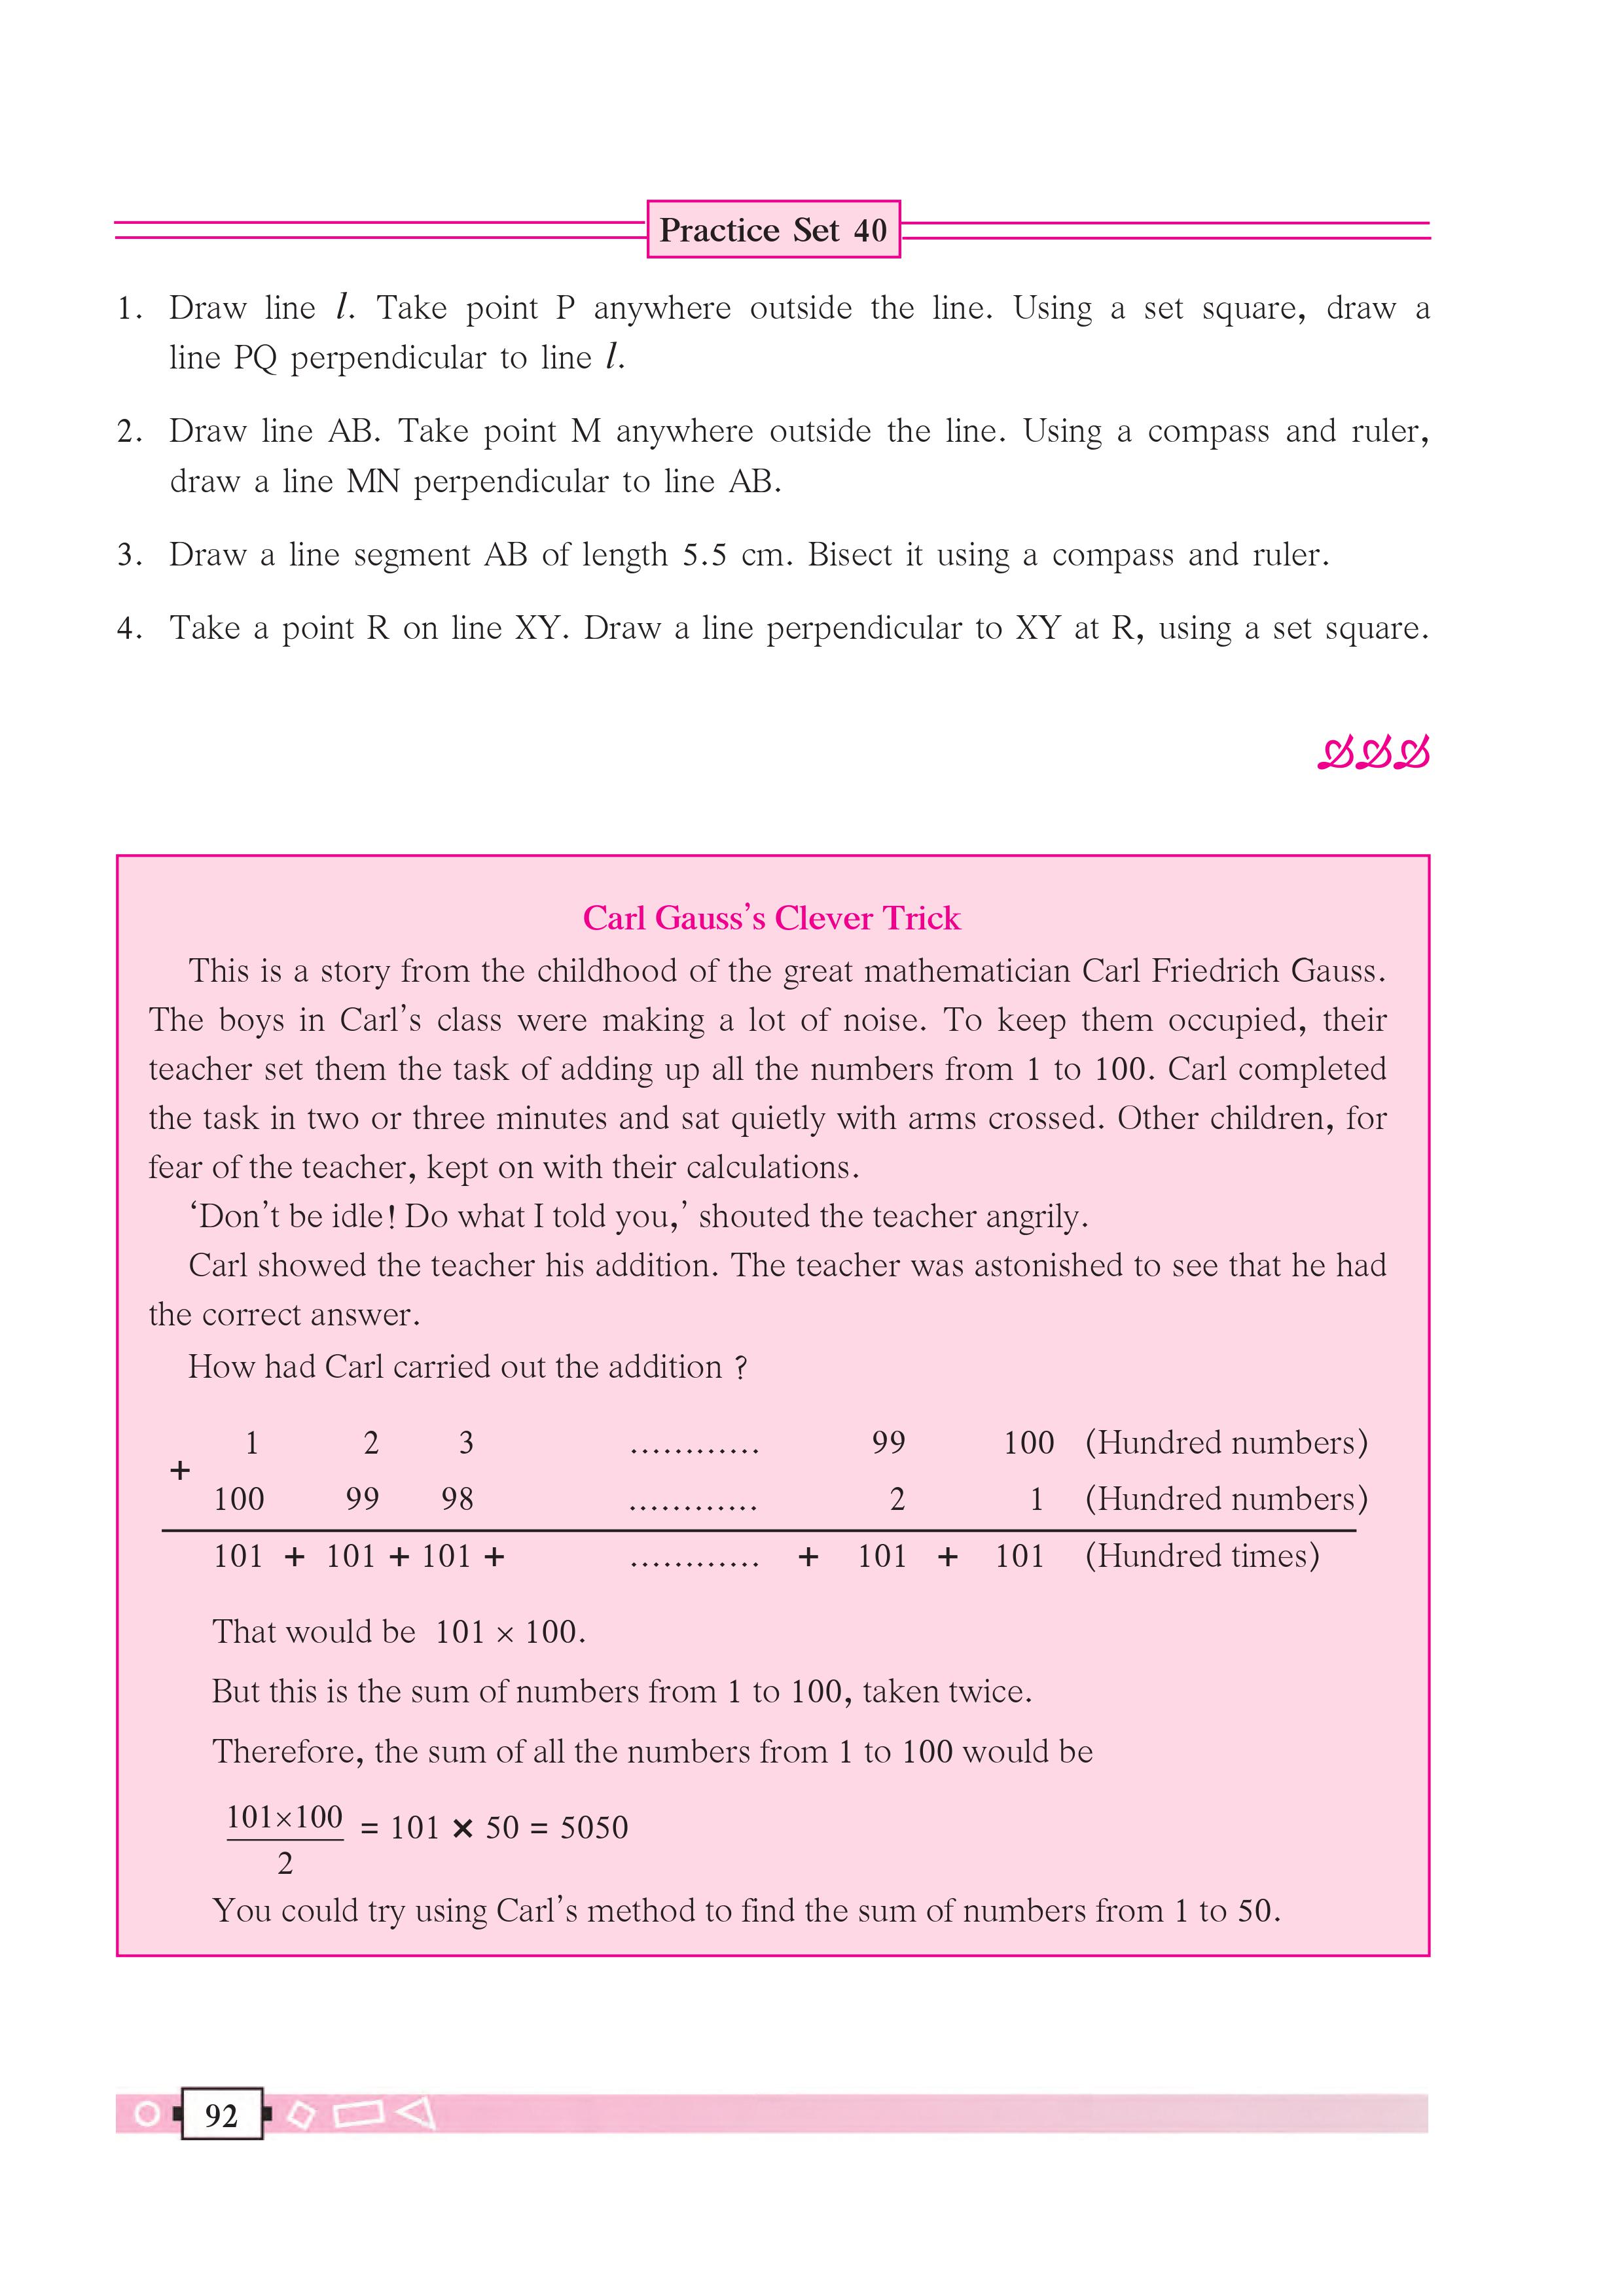 Practice Set 40
1. Draw line l. Take point P anywhere outside the line. Using a set square, draw a
line PQ perpendicular to line l.
2. Draw line AB. Take point M anywhere outside the line. Using a compass and ruler,
draw a line MN perpendicular to line AB.
3. Draw a line segment AB of length 5.5 cm. Bisect it using a compass and ruler.
4. Take a point R on line XY. Draw a line perpendicular to XY at R, using a set square.
Carl Gauss’s Clever Trick
This is a story from the childhood of the great mathematician Carl Friedrich Gauss.
The boys in Carl’s class were making a lot of noise. To keep them occupied, their
teacher set them the task of adding up all the numbers from 1 to 100. Carl completed
the task in two or three minutes and sat quietly with arms crossed. Other children, for
fear of the teacher, kept on with their calculations.
‘Don’t be idle! Do what I told you,’ shouted the teacher angrily.
Carl showed the teacher his addition. The teacher was astonished to see that he had
the correct answer.
How had Carl carried out the addition ?
1 2 3 ............ 99 100 (Hundred numbers)
+
100 99 98 ............ 2 1 (Hundred numbers)
101 + 101 + 101 + ............ + 101 + 101 (Hundred times)
That would be 101 × 100.
But this is the sum of numbers from 1 to 100, taken twice.
Therefore, the sum of all the numbers from 1 to 100 would be
101×100
= 101 × 50 = 5050
2
You could try using Carl’s method to find the sum of numbers from 1 to 50.
92